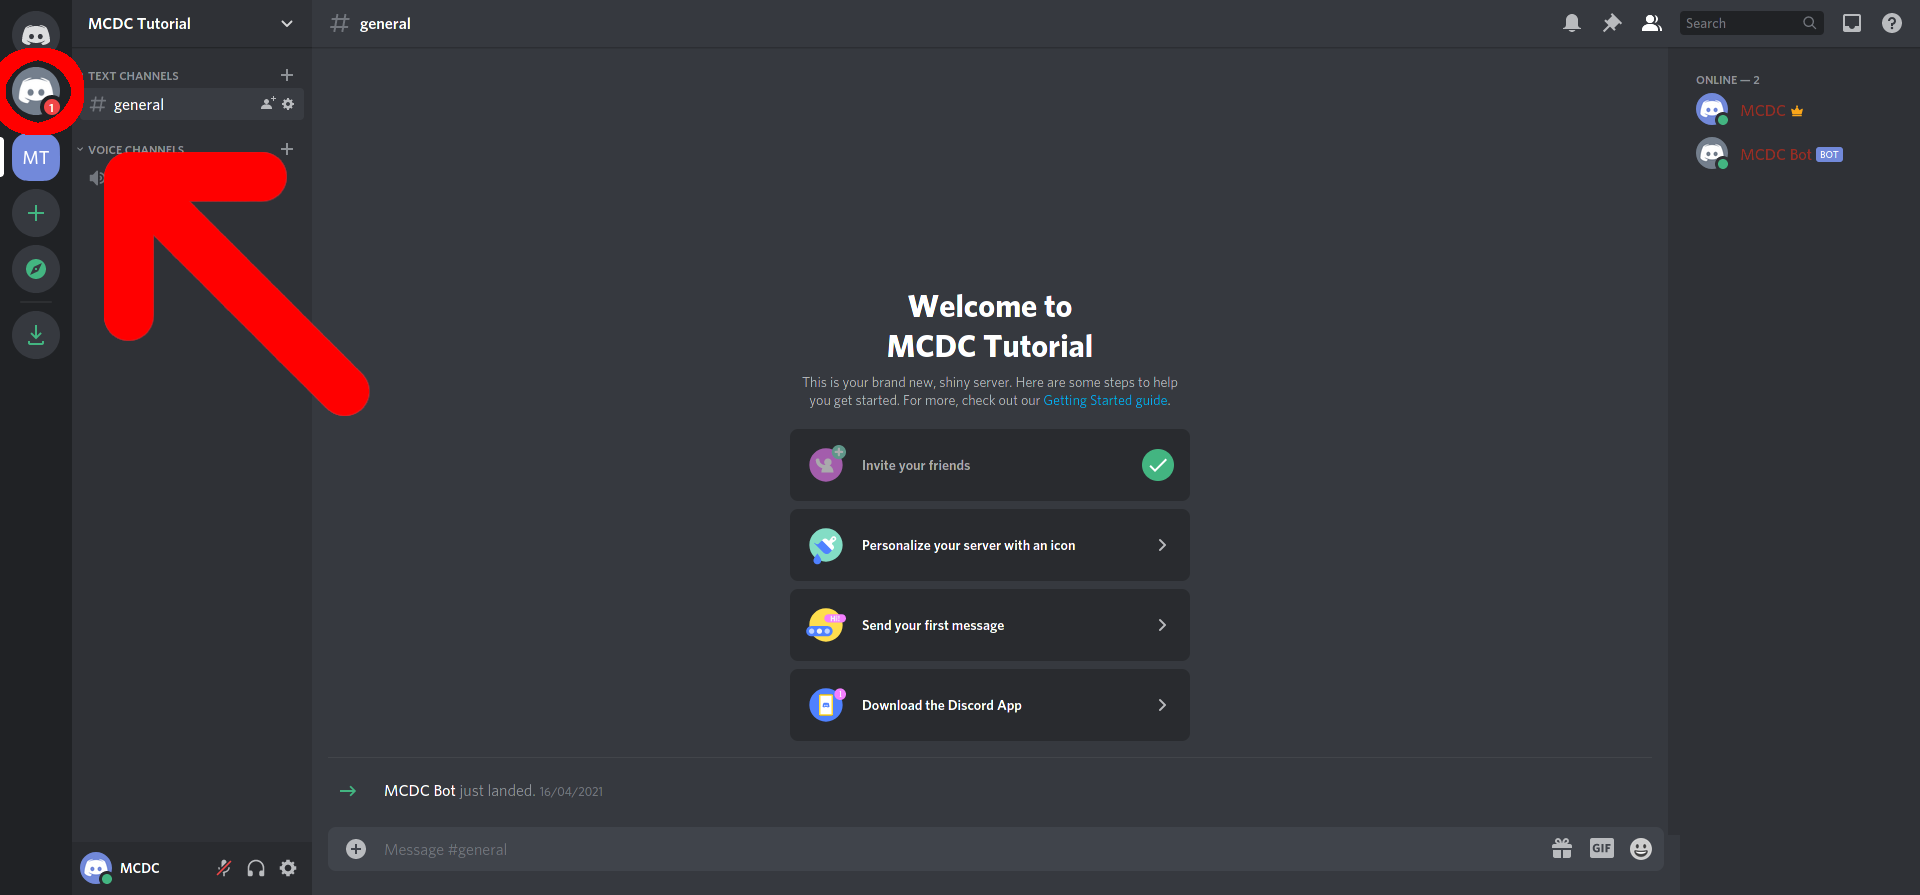 MCDC Tutorial
general
Search
1
TEXT CHANNELS
general
VOICE CHANNELS
MT
ONLINE — 2
MCDC
MCDC Bot BOT
Welcome to
MCDC Tutorial
This is your brand new, shiny server. Here are some steps to help
you get started. For more, check out our Getting Started guide.
Invite your friends
Personalize your server with an icon
Hi!
Send your first message
1
Download the Discord App
MCDC Bot just landed. 16/04/2021
Message #general
GIF
MCDC